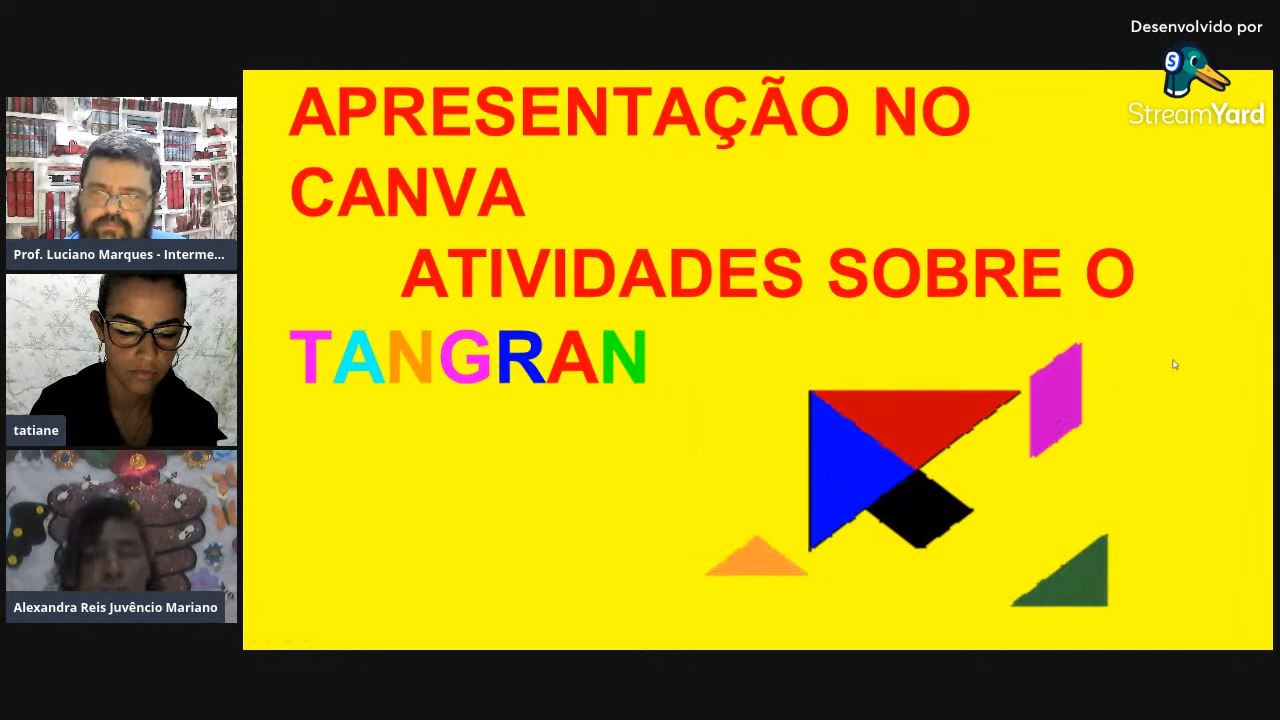 Desenvolvido por
StreamYard
APRESENTAÇÃO NO
CANVA
ATIVIDADES SOBRE O
TANGRAN
Prof. Luciano Marques - Interme...
tatiane
Alexandra Reis Juvêncio Mariano